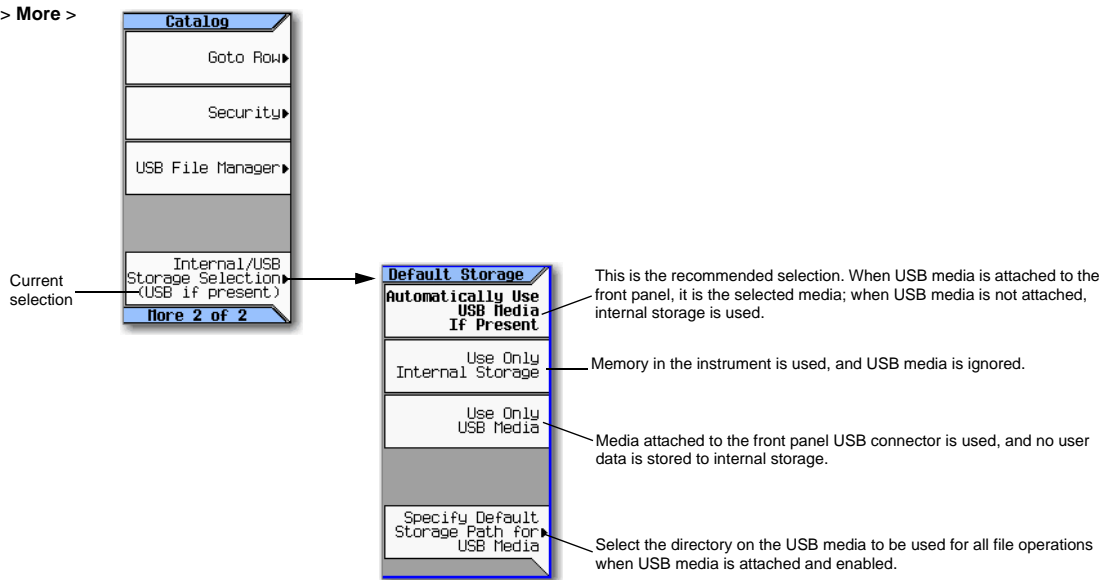 > More >
Catalog
Goto Row
Security
USB File Manager
Internal/USB
Storage Selection
(USB if present)
More 2 of 2
Current
selection
Default Storage
Automatically Use
USB Media
If Present
This is the recommended selection. When USB media is attached to the
front panel, it is the selected media; when USB media is not attached,
internal storage is used.
Use Only
Internal Storage
Memory in the instrument is used, and USB media is ignored.
Use Only
USB Media
Media attached to the front panel USB connector is used, and no user
data is stored to internal storage.
Specify Default
Storage Path for
USB Media
Select the directory on the USB media to be used for all file operations
when USB media is attached and enabled.